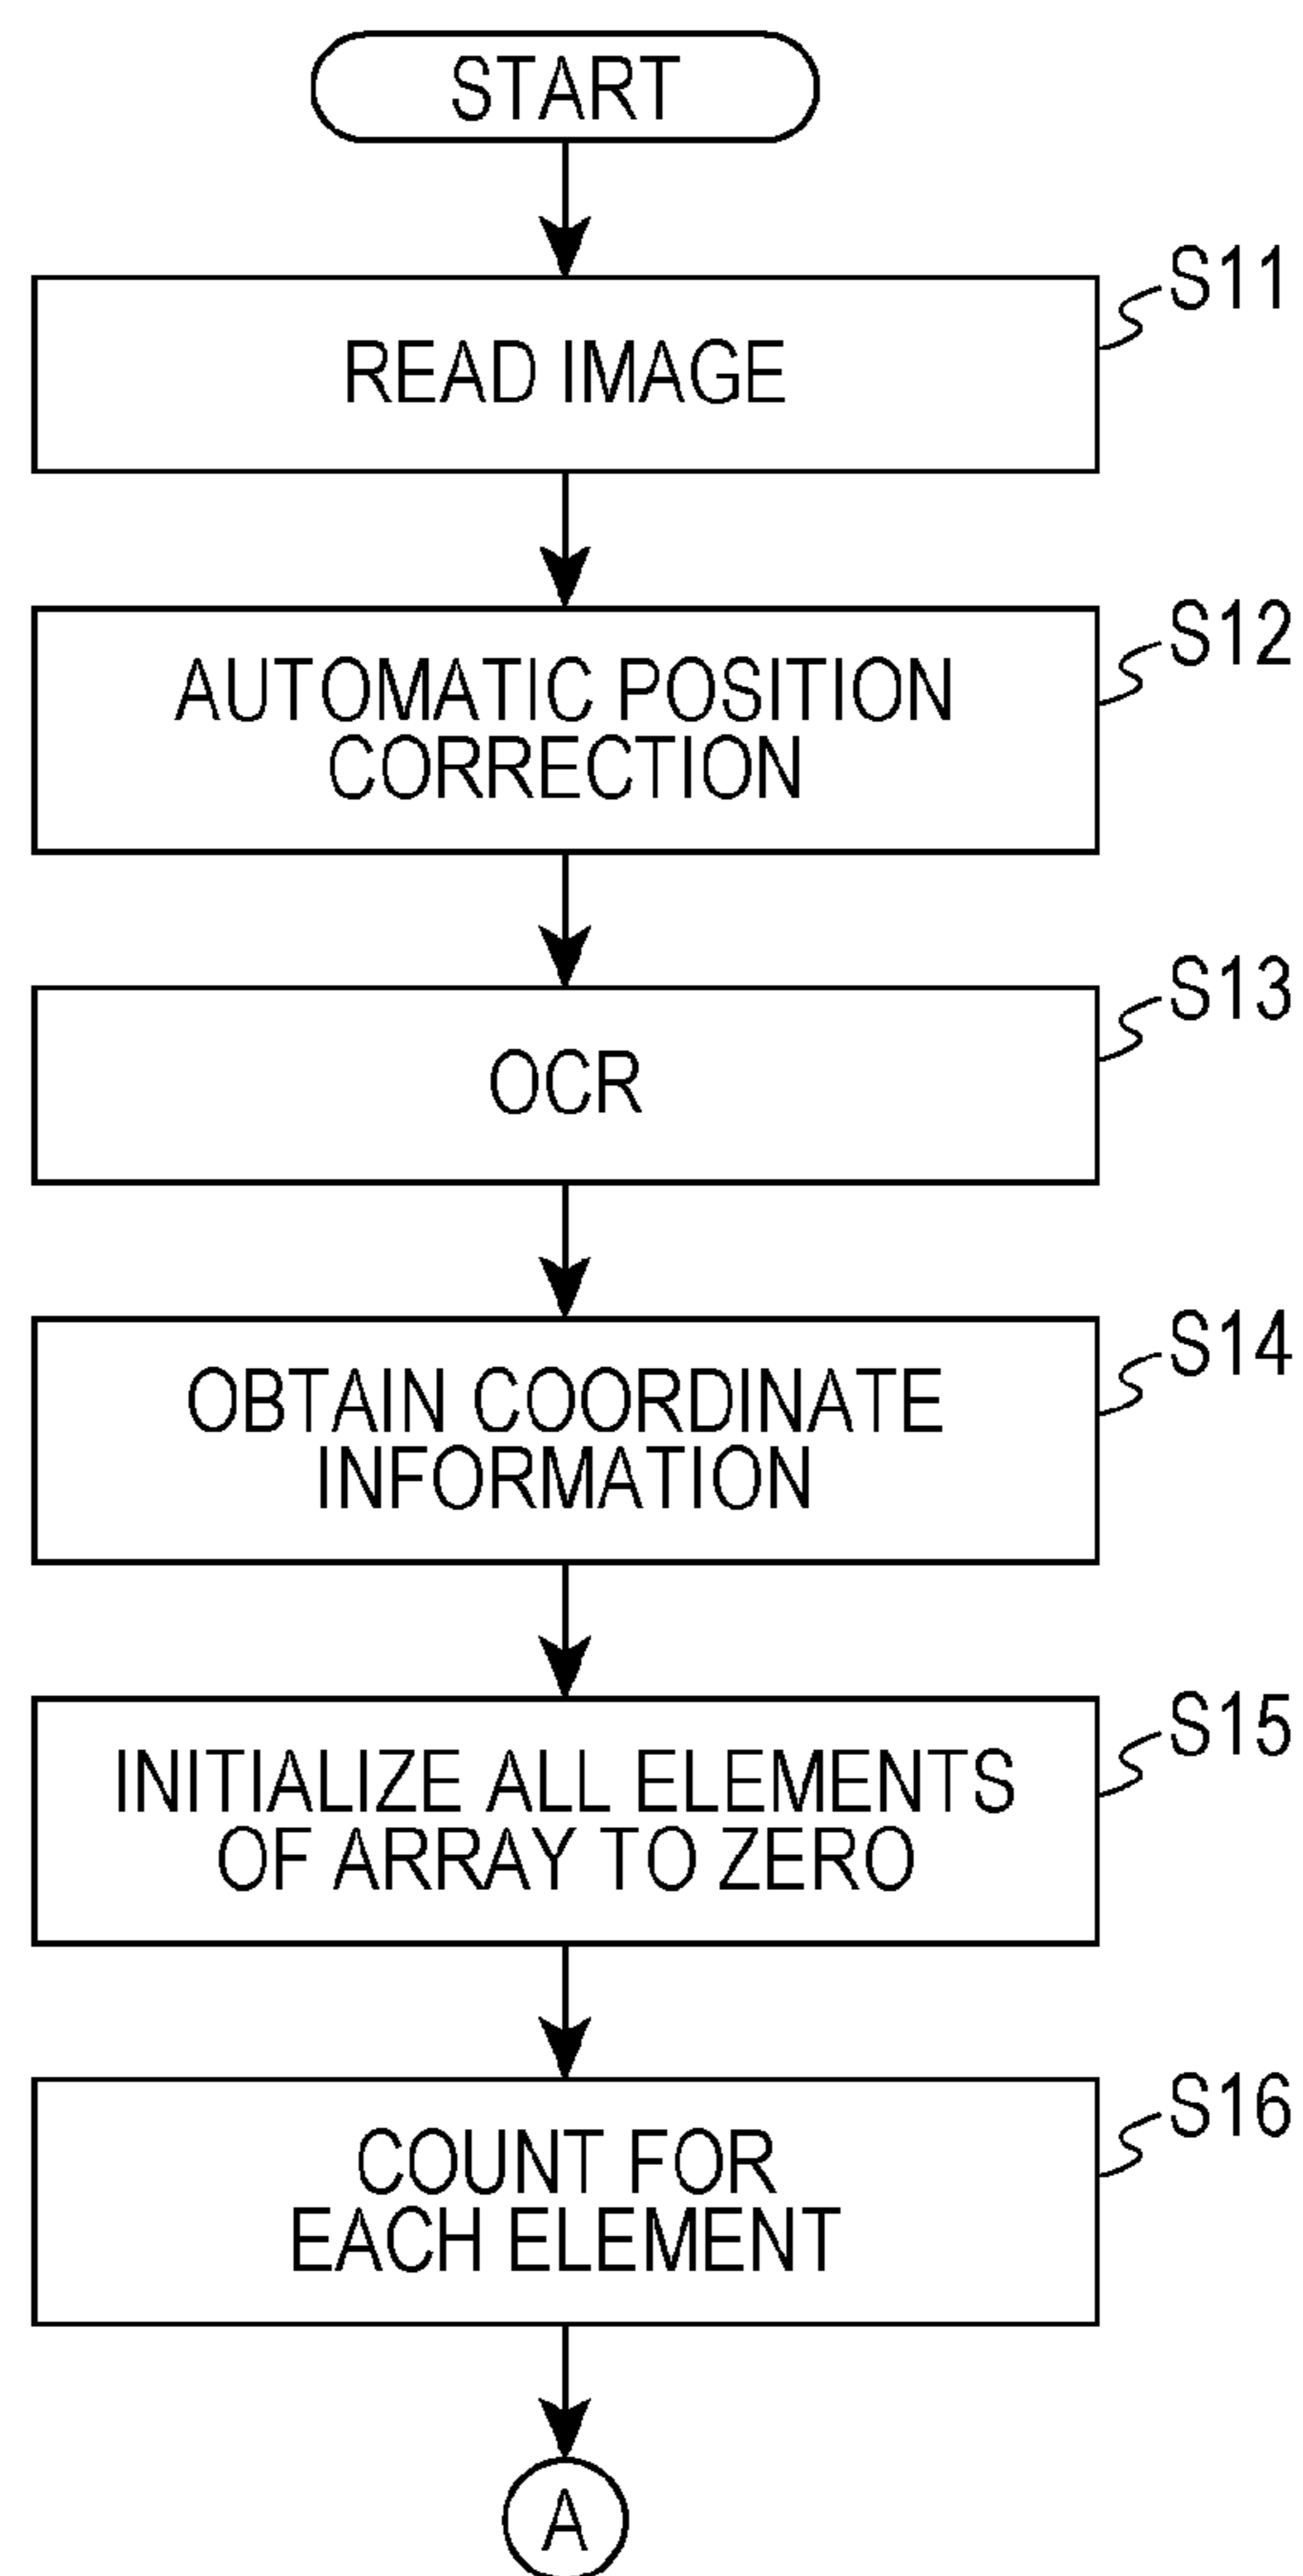 START
S11
READ IMAGE
S12
AUTOMATIC POSITION
CORRECTION
S13
OCR
S14
OBTAIN COORDINATE
INFORMATION
S15
INITIALIZE ALL ELEMENTS
OF ARRAY TO ZERO
S16
COUNT FOR
EACH ELEMENT
A